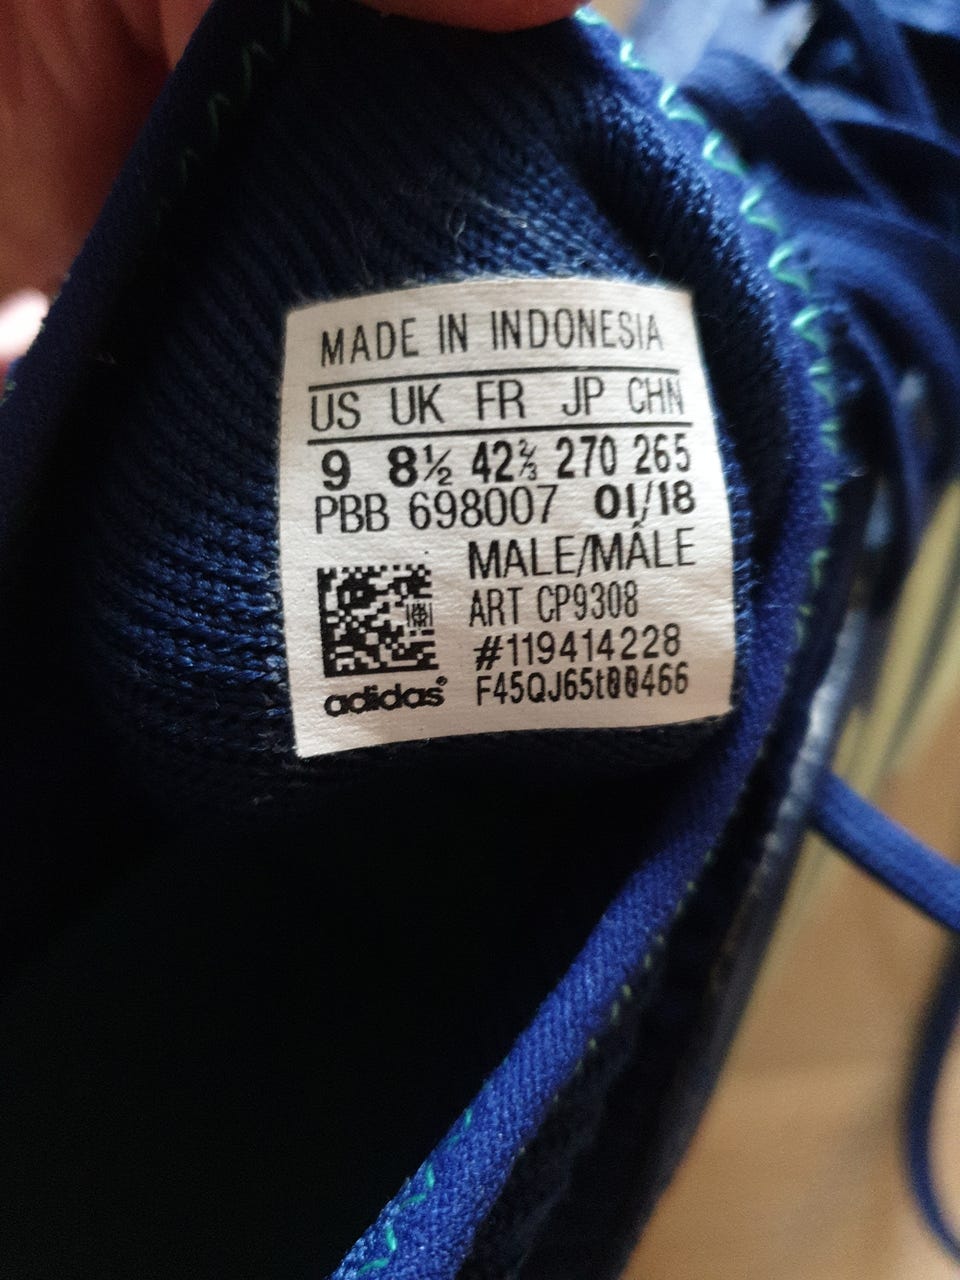 MADE IN INDONESIA
US UK FR JP CHN
9 8½ 42⅔ 270 265
PBB 698007 01/18
MALE/MÂLE
ART CP9308
#119414228
adidas®